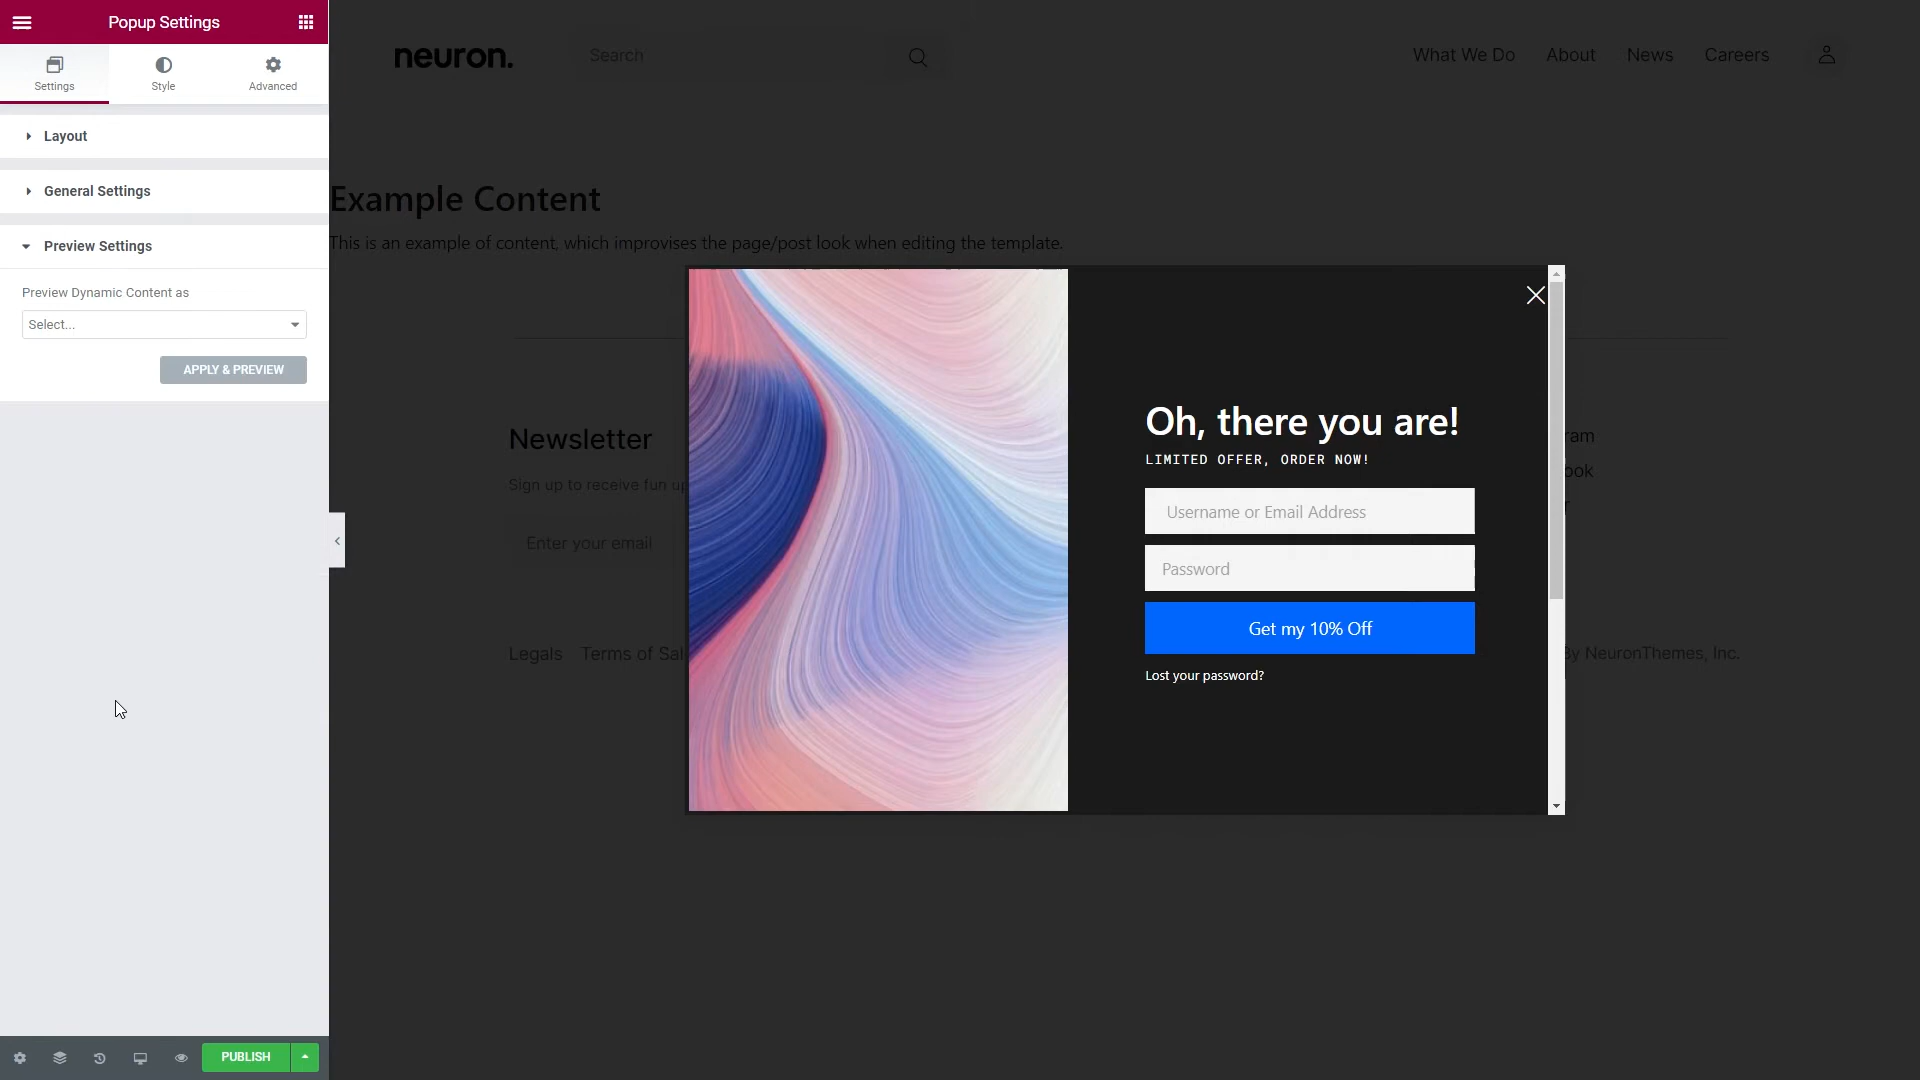 Popup Settings
Settings
Style
Advanced
Layout
General Settings
Preview Settings
Preview Dynamic Content as
Select...
APPLY & PREVIEW
PUBLISH
neuron.
Search
What We Do
About
News
Careers
Example Content
This is an example of content, which improvises the page/post look when editing the template.
Newsletter
Sign up to receive fun up
Enter your email
Legals
Terms of Sal
Oh, there you are!
LIMITED OFFER, ORDER NOW!
Username or Email Address
Password
Get my 10% Off
Lost your password?
ram
ook
r
By NeuronThemes, Inc.